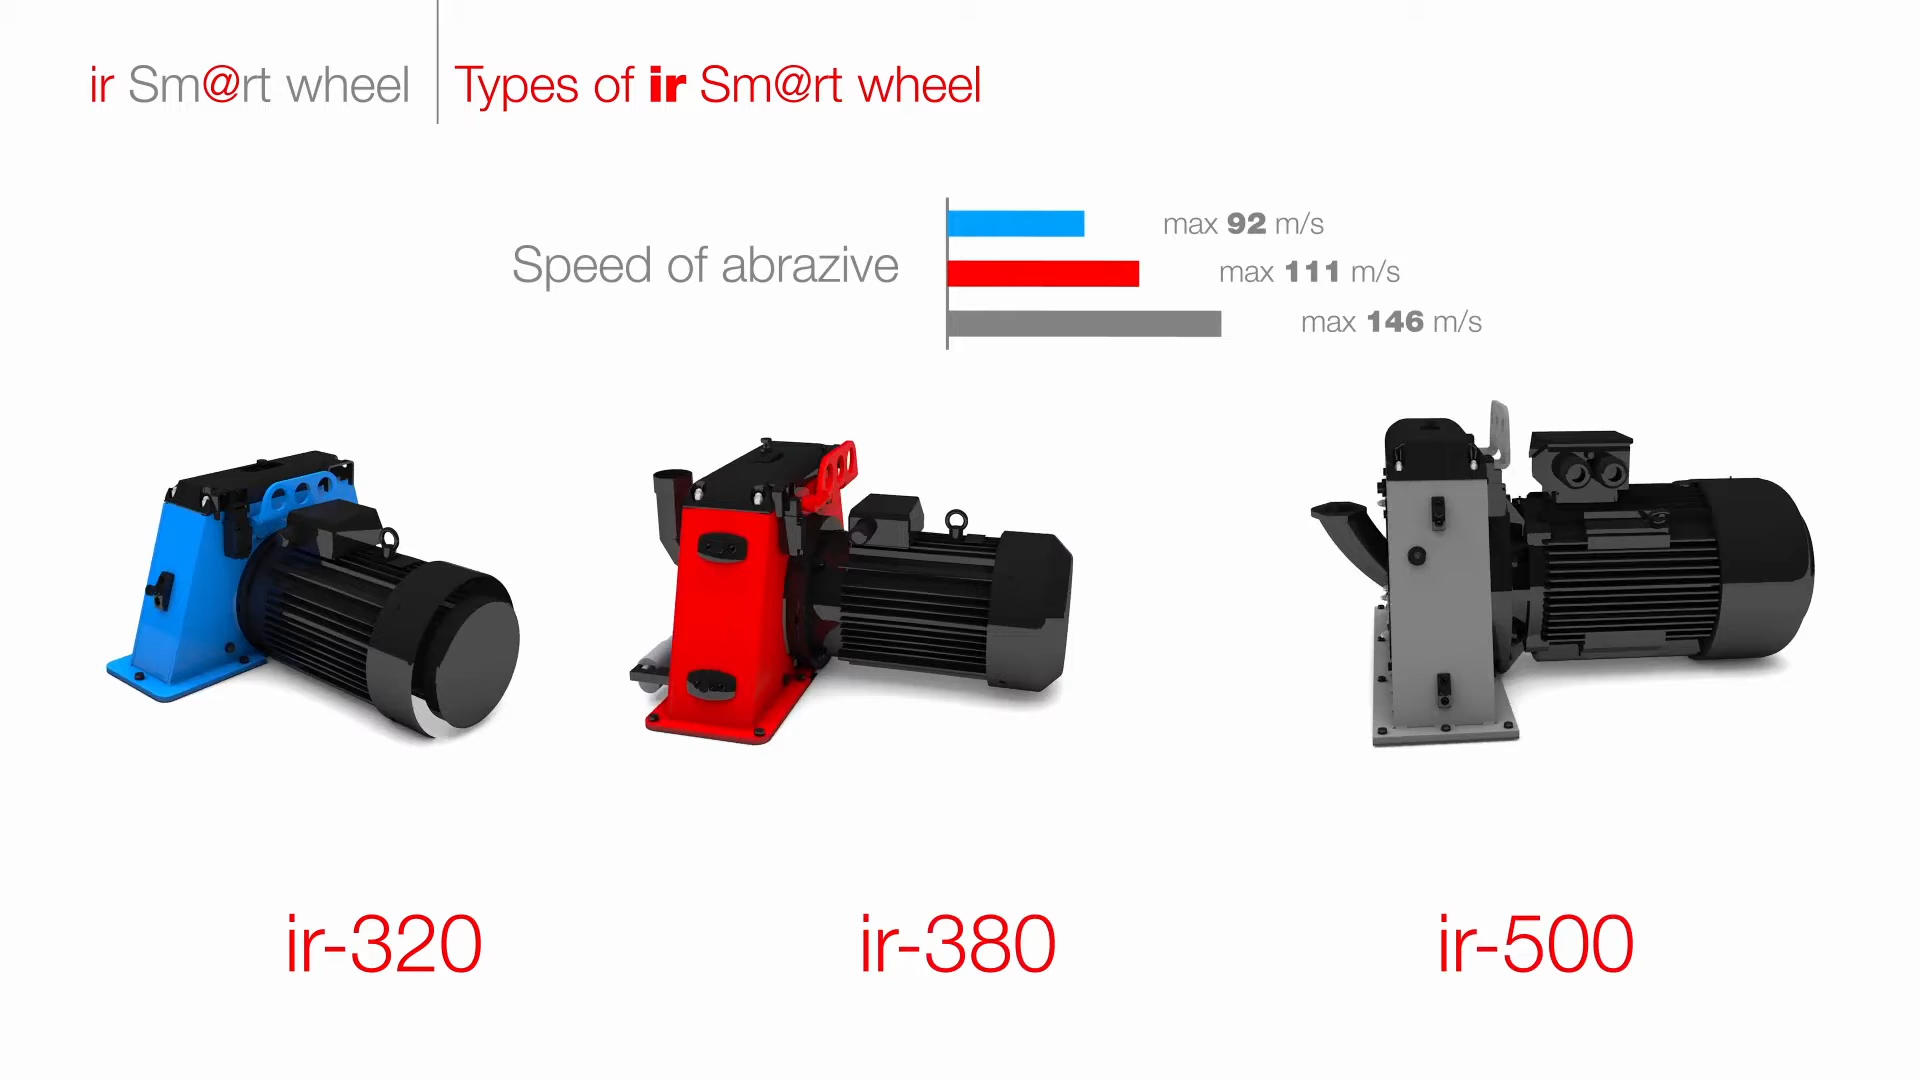 ir Sm@rt wheel
Types of ir Sm@rt wheel
Speed of abrazive
max 92 m/s
max 111 m/s
max 146 m/s
ir-320
ir-380
ir-500